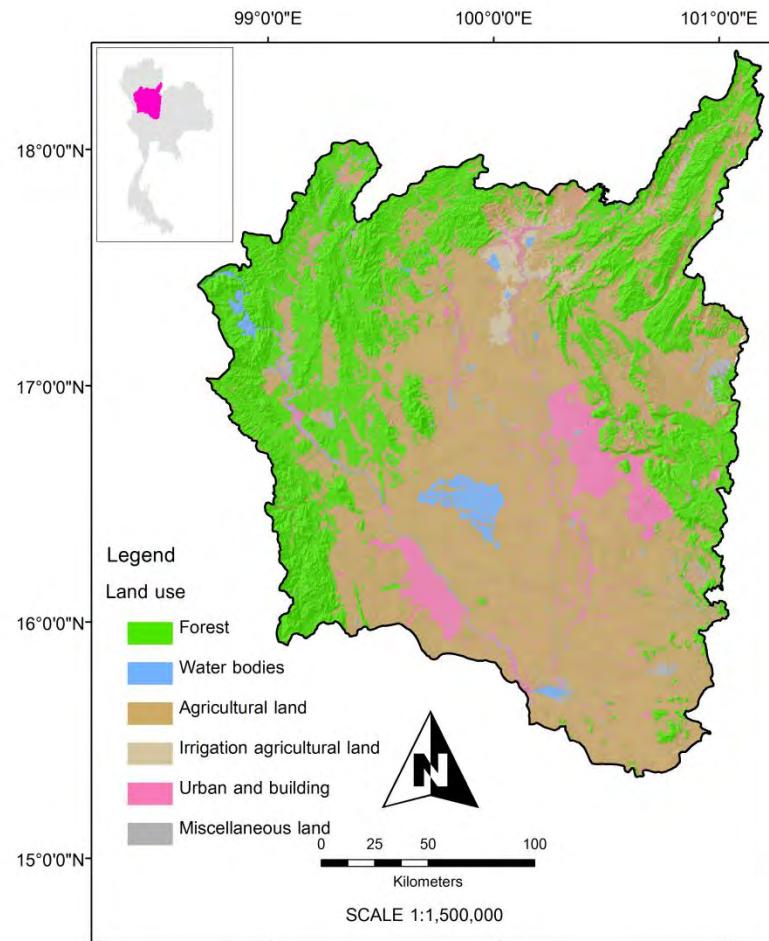 99°0'0"E
100°0'0"E
101°0'0"E
18°0'0"N
17°0'0"N
16°0'0"N
15°0'0"N
Legend
Land use
Forest
Water bodies
Agricultural land
Irrigation agricultural land
Urban and building
Miscellaneous land
N
0 25 50 100
Kilometers
SCALE 1:1,500,000